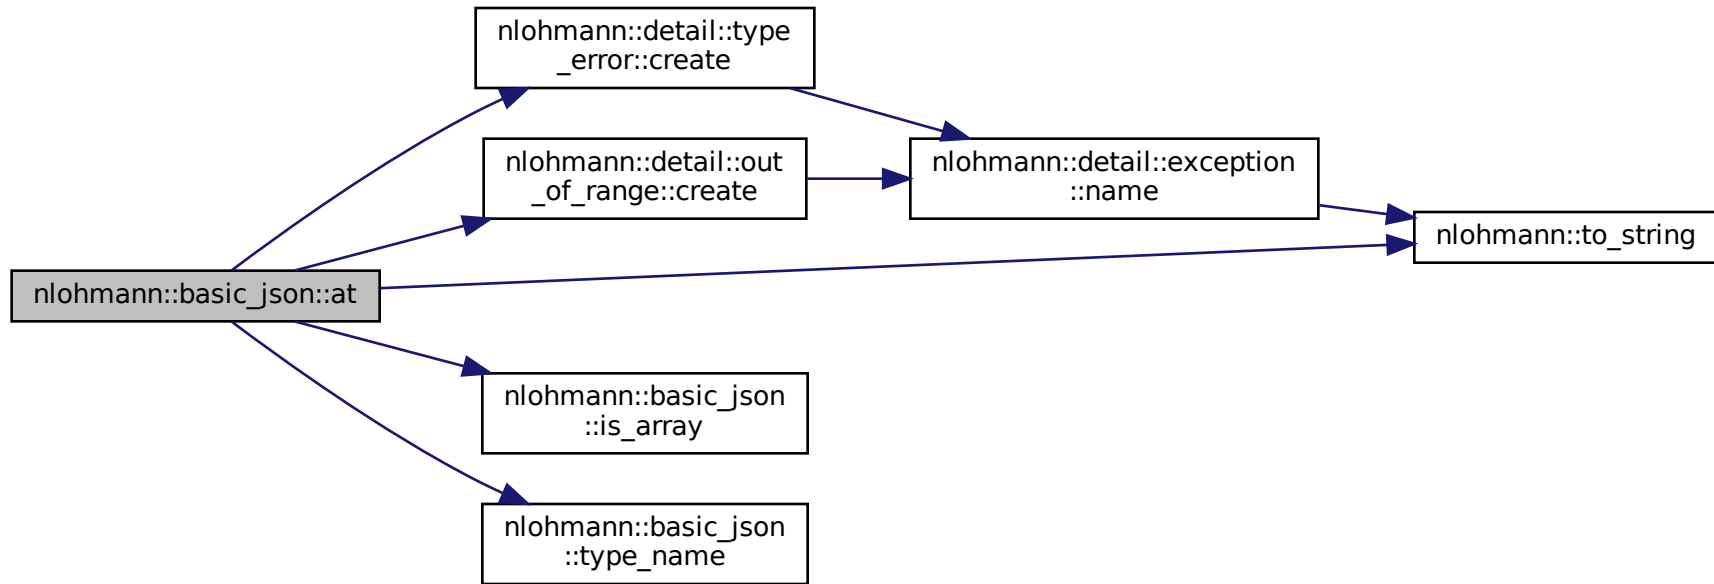 nlohmann::detail::type
_error::create
nlohmann::detail::out
_of_range::create
nlohmann::detail::exception
::name
nlohmann::to_string
nlohmann::basic_json::at
nlohmann::basic_json
::is_array
nlohmann::basic_json
::type_name